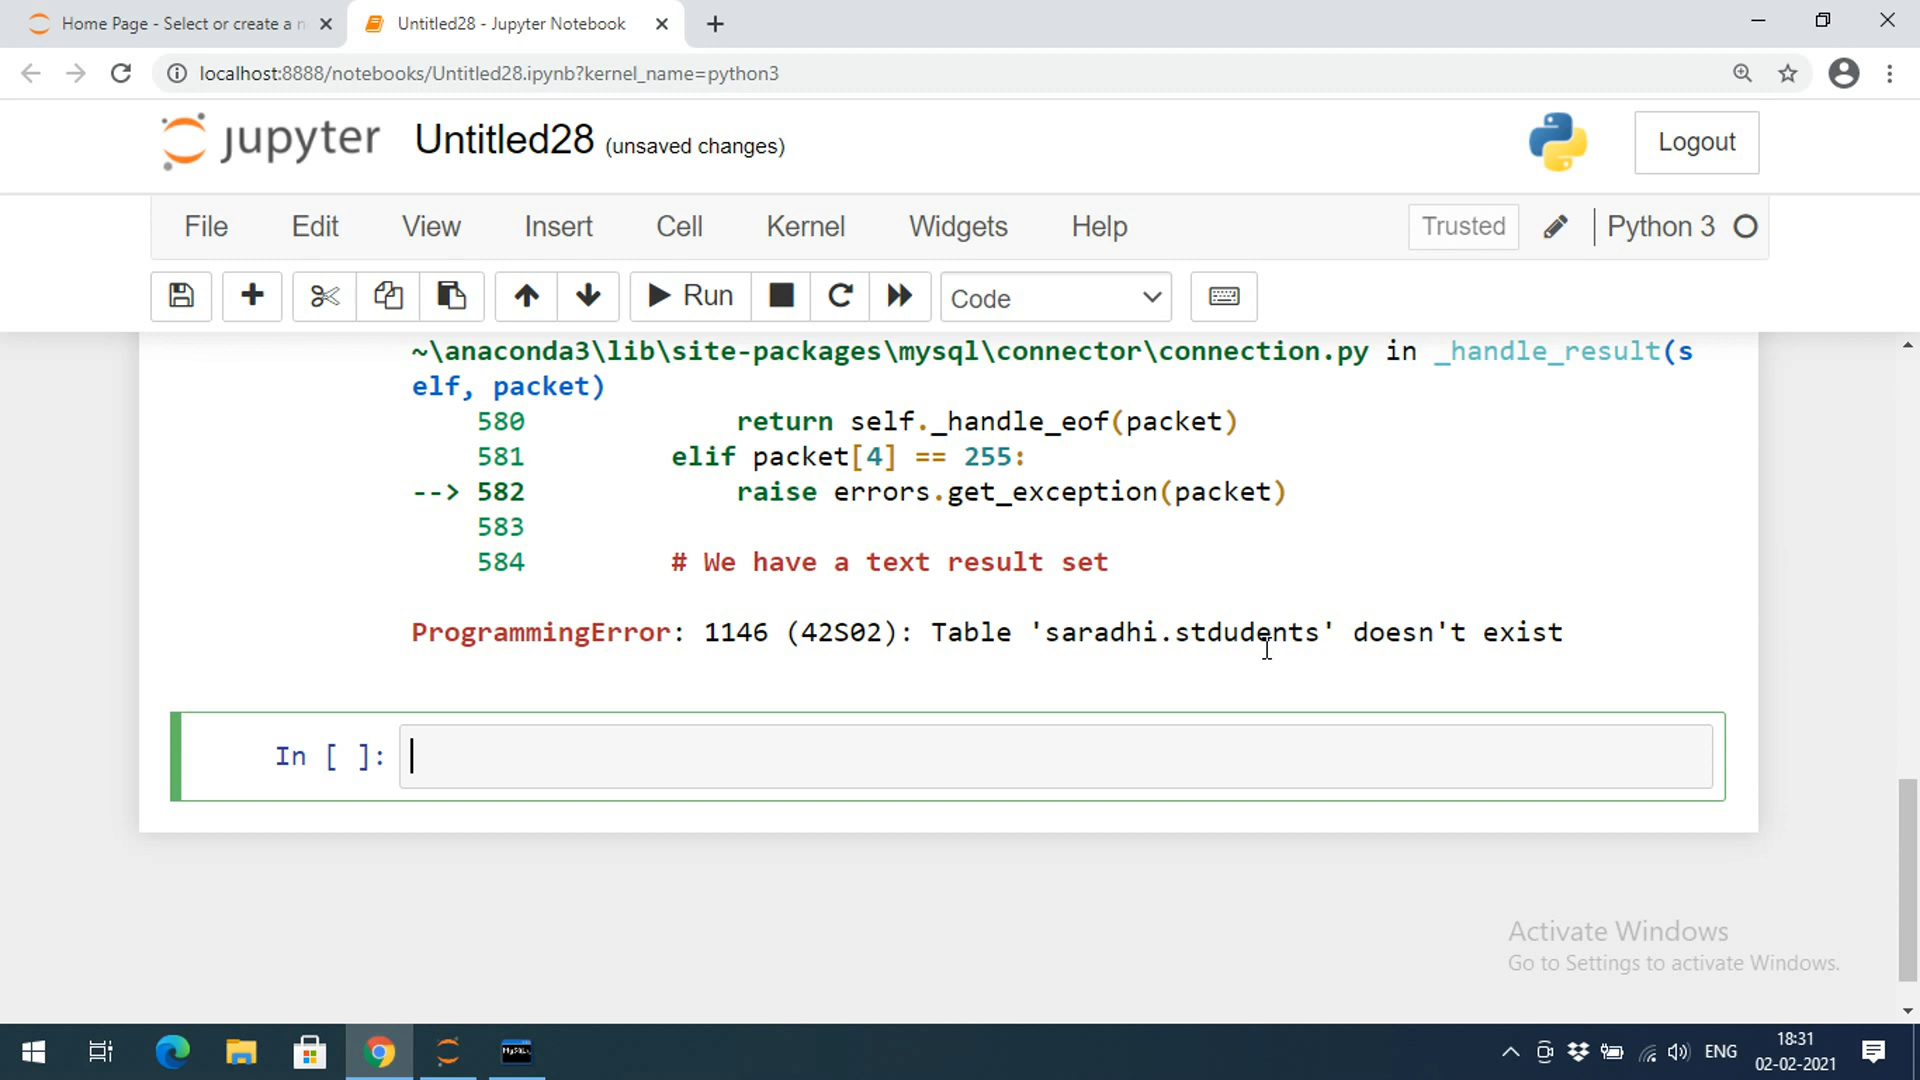 Home Page - Select or create a n
Untitled28 - Jupyter Notebook
localhost:8888/notebooks/Untitled28.ipynb?kernel_name=python3
jupyter Untitled28 (unsaved changes)
Logout
File Edit View Insert Cell Kernel Widgets Help
Trusted
Python 3
Run
Code
~\anaconda3\lib\site-packages\mysql\connector\connection.py in _handle_result(s
elf, packet)
580 return self._handle_eof(packet)
581 elif packet[4] == 255:
--> 582 raise errors.get_exception(packet)
583
584 # We have a text result set
ProgrammingError: 1146 (42S02): Table 'saradhi.stdudents' doesn't exist
In [ ]:
Activate Windows
Go to Settings to activate Windows.
MySQL
ENG
18:31
02-02-2021